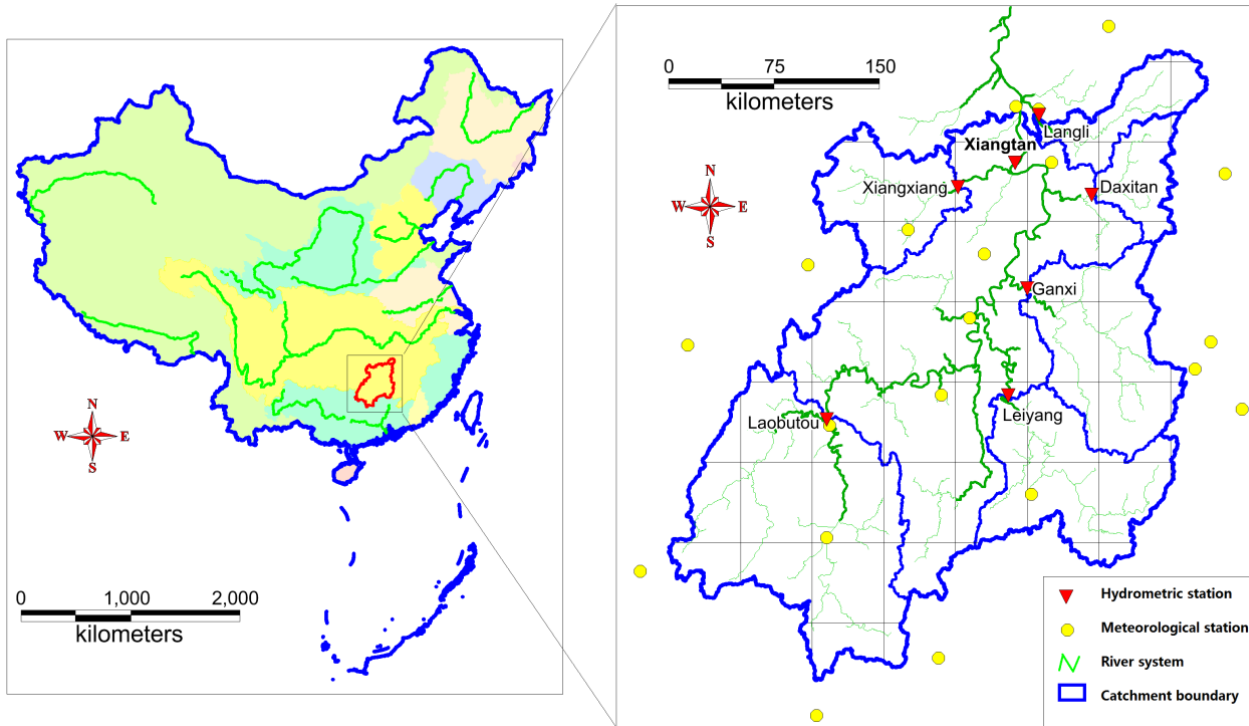 N
W E
S
0 1,000 2,000
kilometers
0 75 150
kilometers
N
W E
S
Langli
Xiangtan
Xiangxiang
Daxitan
Ganxi
Laobutou
Leiyang
Hydrometric station
Meteorological station
River system
Catchment boundary